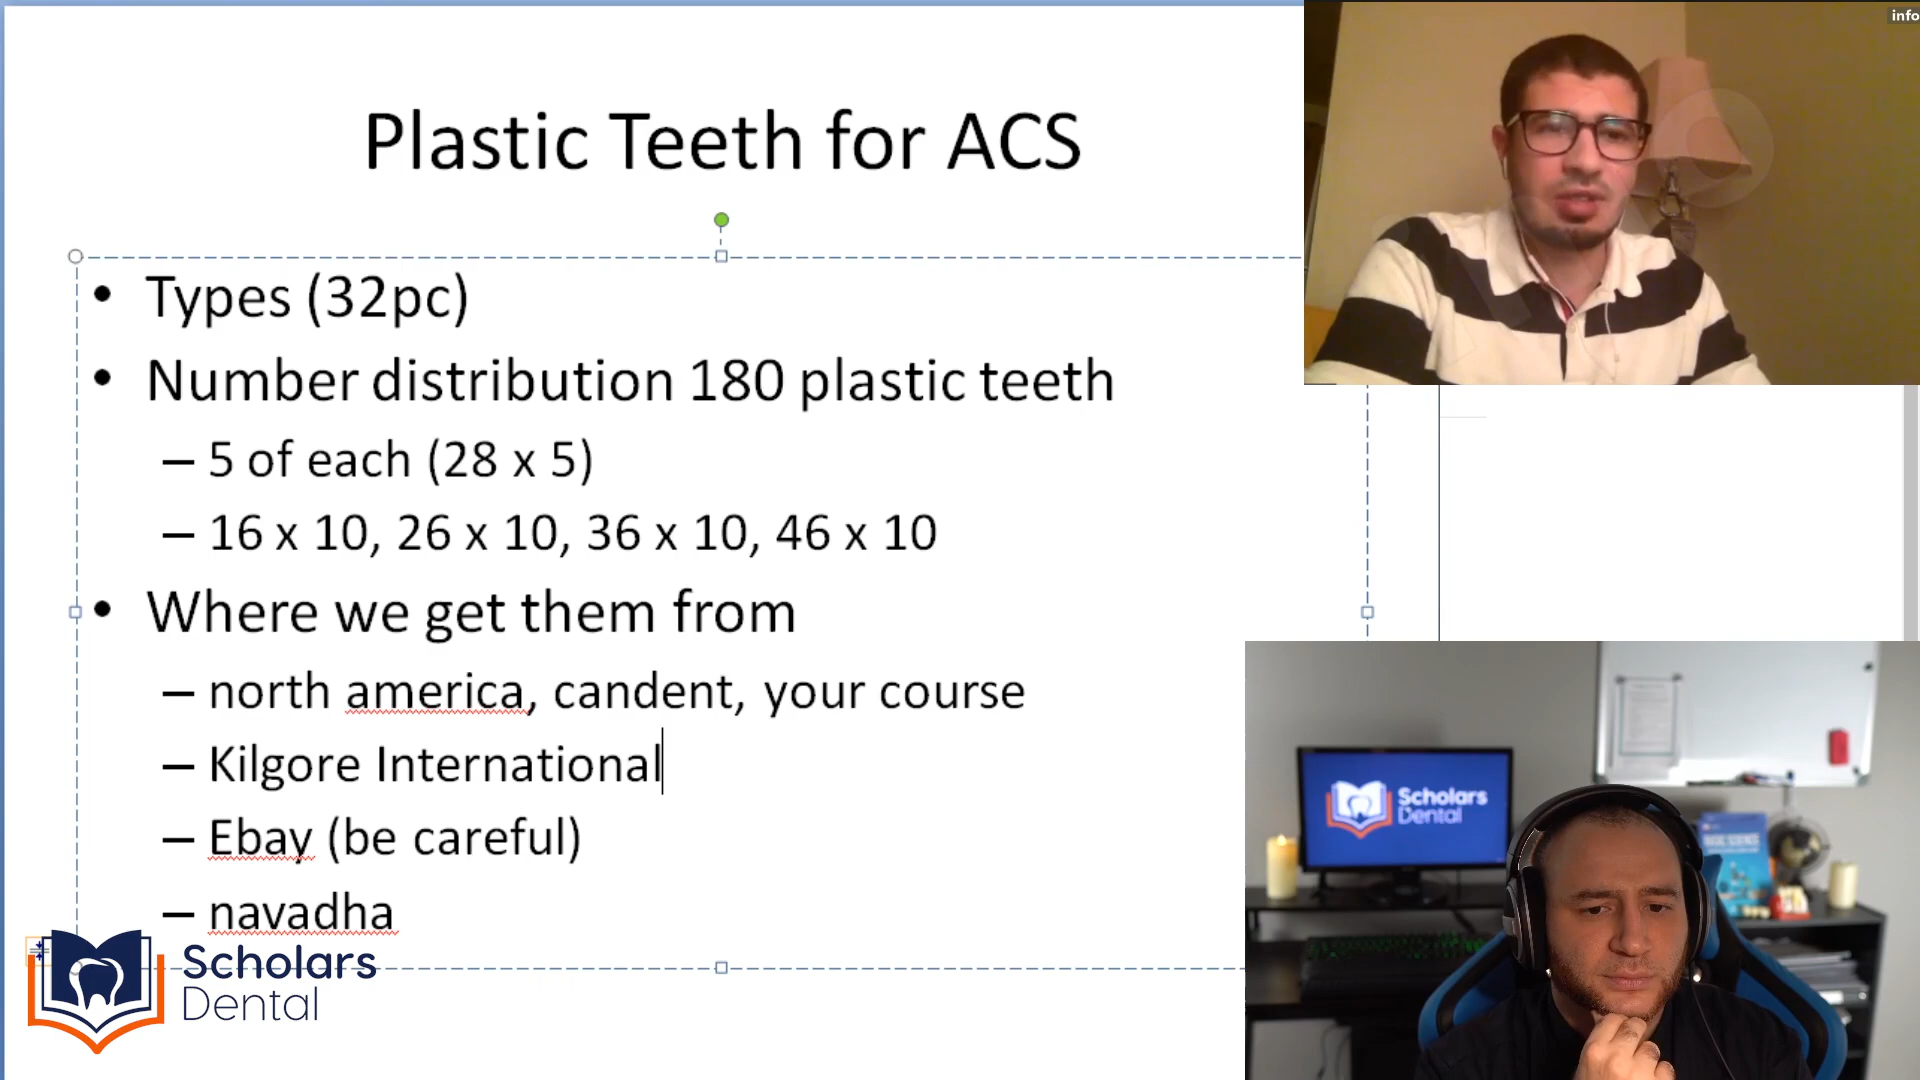 Plastic Teeth for ACS
• Types (32pc)
• Number distribution 180 plastic teeth
– 5 of each (28 x 5)
– 16 x 10, 26 x 10, 36 x 10, 46 x 10
• Where we get them from
– north america, candent, your course
– Kilgore International
– Ebay (be careful)
– navadha
Scholars
Dental
info
Scholars
Dental